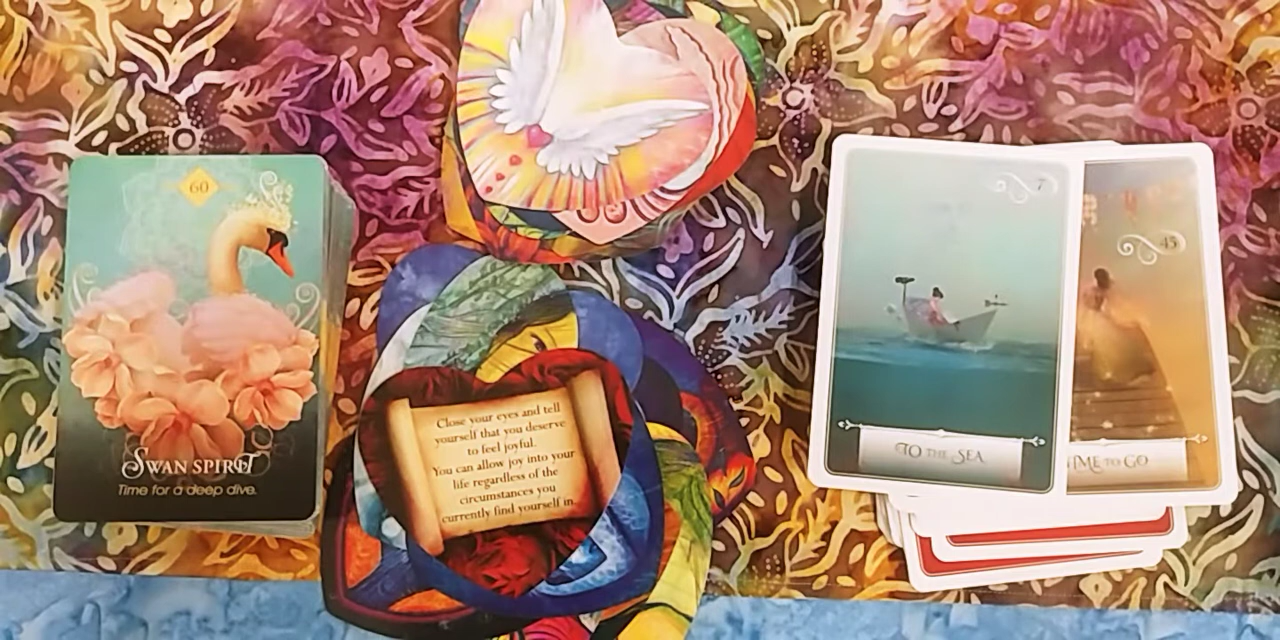 60
SWAN SPIRIT
Time for a deep dive.
Close your eyes and tell
yourself that you deserve
to feel joyful.
You can allow joy into your
life regardless of the
circumstances you
currently find yourself in.
7
TO THE SEA
45
IME TO GO